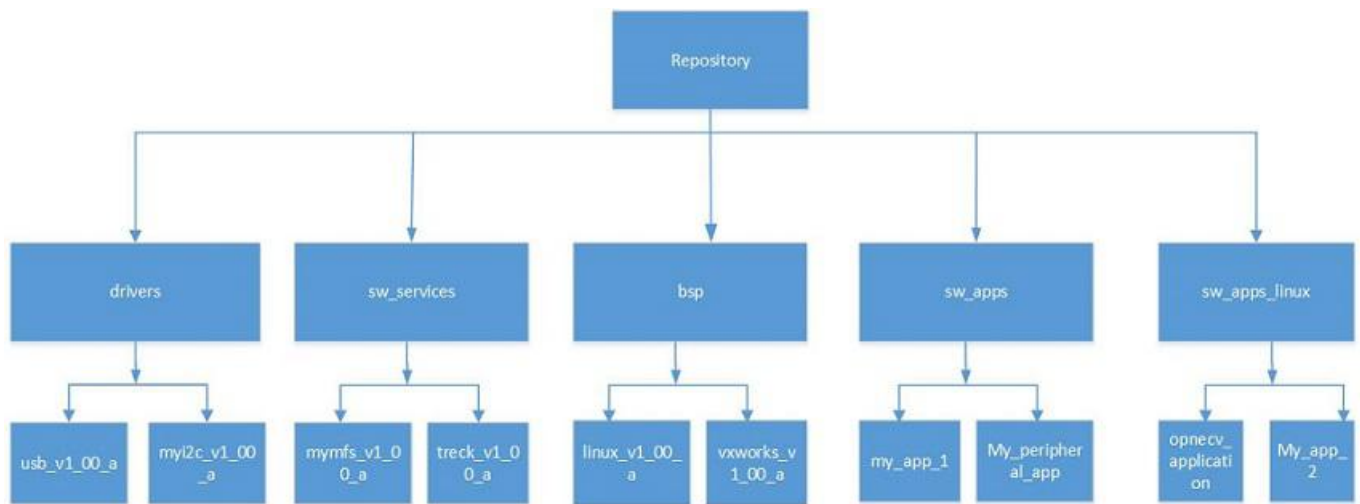 Repository
drivers
sw_services
bsp
sw_apps
sw_apps_linux
usb_v1_00_a
myi2c_v1_00
_a
mymfs_v1_0
0_a
treck_v1_0
0_a
linux_v1_00_
a
vxworks_v
1_00_a
my_app_1
My_peripher
al_app
opnecv_
applicati
on
My_app_
2